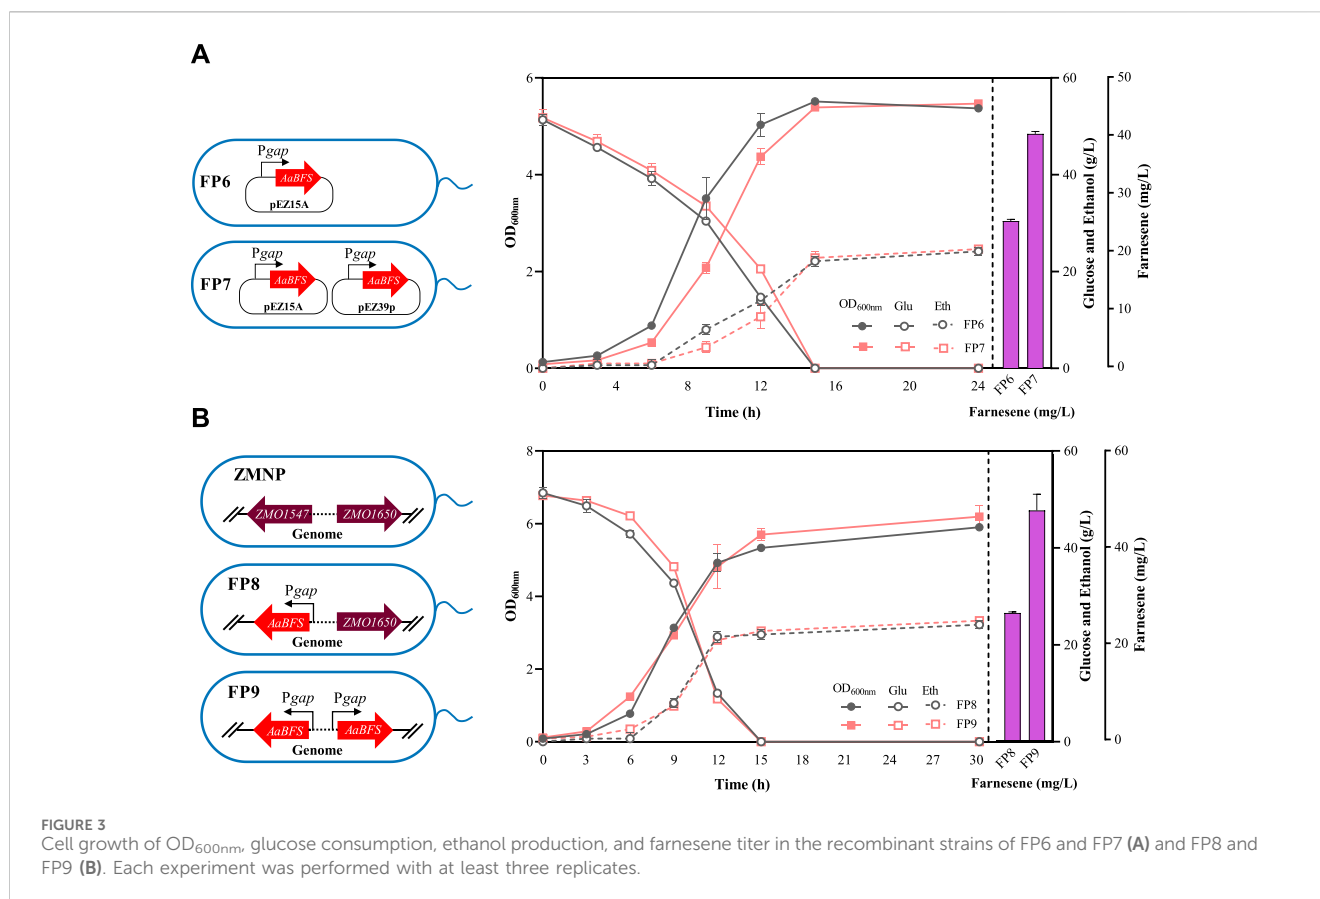 A
FP6
Pgap
AaBFS
pEZ15A
FP7
Pgap
AaBFS
pEZ15A
Pgap
AaBFS
pEZ39p
OD600nm
6
4
2
0
0 4 8 12 16 20 24
Time (h)
OD600nm Glu Eth
FP6
FP7
FP6 FP7
Farnesene (mg/L)
60
40
20
0
Glucose and Ethanol (g/L)
50
40
30
20
10
0
Farnesene (mg/L)
B
ZMNP
ZMO1547 ZMO1650
Genome
FP8
Pgap
AaBFS ZMO1650
Genome
FP9
Pgap Pgap
AaBFS AaBFS
Genome
OD600nm
8
6
4
2
0
0 3 6 9 12 15 18 21 24 27 30
Time (h)
OD600nm Glu Eth
FP8
FP9
FP8 FP9
Farnesene (mg/L)
60
40
20
0
Glucose and Ethanol (g/L)
60
40
20
0
Farnesene (mg/L)
FIGURE 3
Cell growth of OD600nm, glucose consumption, ethanol production, and farnesene titer in the recombinant strains of FP6 and FP7 (A) and FP8 and
FP9 (B). Each experiment was performed with at least three replicates.